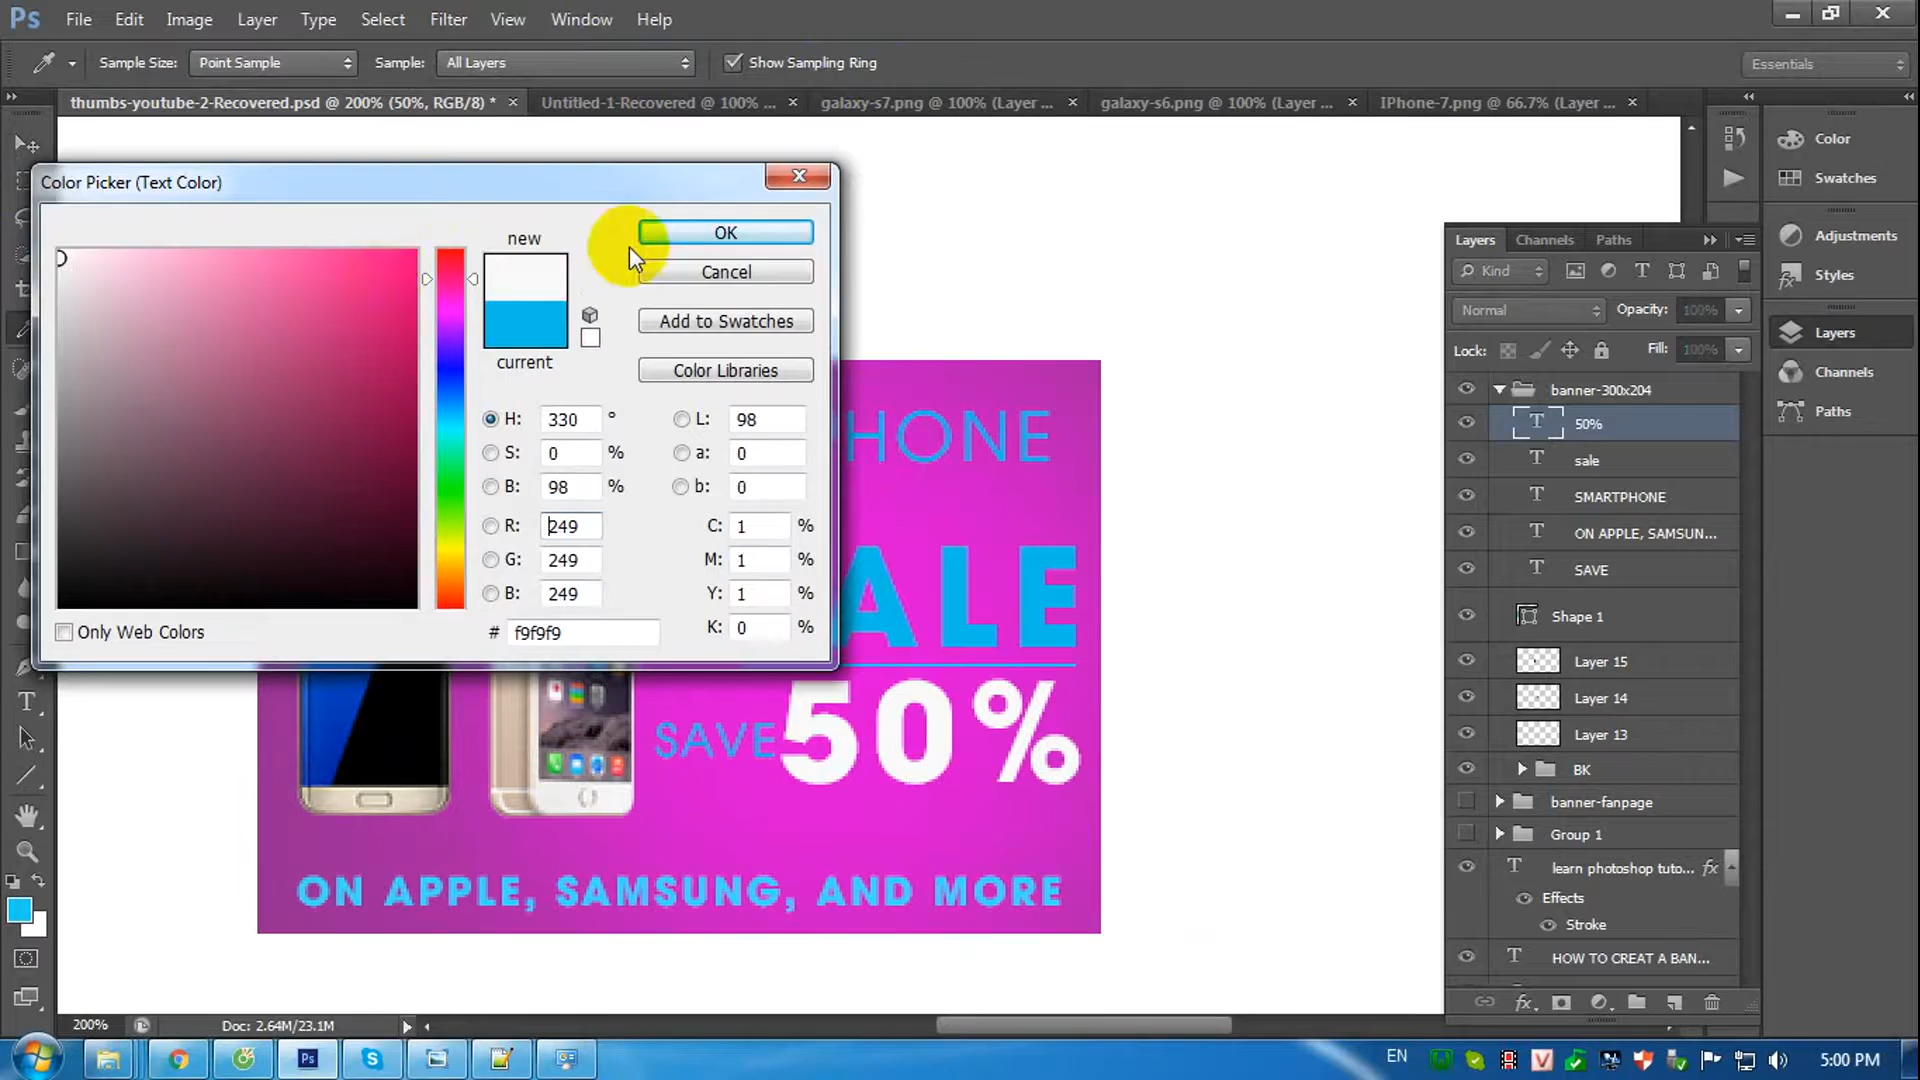 Ps File Edit Image Layer Type Select Filter View Window Help
Sample Size: Point Sample Sample: All Layers Show Sampling Ring Essentials
thumbs-youtube-2-Recovered.psd @ 200% (50%, RGB/8) * Untitled-1-Recovered @ 100% ... galaxy-s7.png @ 100% (Layer ... galaxy-s6.png @ 100% (Layer ... IPhone-7.png @ 66.7% (Layer ...
Color Picker (Text Color)
new
current
OK
Cancel
Add to Swatches
Color Libraries
H: 330 ° L: 98
S: 0 % a: 0
B: 98 % b: 0
R: 249 C: 1 %
G: 249 M: 1 %
B: 249 Y: 1 %
# f9f9f9 K: 0 %
Only Web Colors
HONE
ALE
SAVE 50%
ON APPLE, SAMSUNG, AND MORE
Color
Swatches
Adjustments
Styles
Layers
Channels
Paths
Layers Channels Paths
Kind
Normal Opacity: 100%
Lock: Fill: 100%
banner-300x204
T 50%
T sale
T SMARTPHONE
T ON APPLE, SAMSUN...
T SAVE
Shape 1
Layer 15
Layer 14
Layer 13
BK
banner-fanpage
Group 1
T learn photoshop tuto... fx
Effects
Stroke
T HOW TO CREAT A BAN...
fx
200% Doc: 2.64M/23.1M
Ps EN 5:00 PM